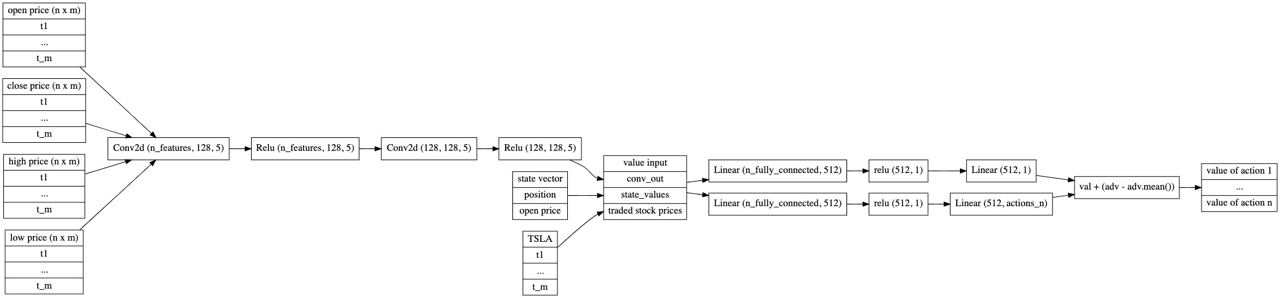 open price (n x m)
t1
...
t_m
close price (n x m)
t1
...
t_m
high price (n x m)
t1
...
t_m
low price (n x m)
t1
...
t_m
Conv2d (n_features, 128, 5)
Relu (n_features, 128, 5)
Conv2d (128, 128, 5)
Relu (128, 128, 5)
state vector
position
open price
TSLA
t1
...
t_m
value input
conv_out
state_values
traded stock prices
Linear (n_fully_connected, 512)
relu (512, 1)
Linear (512, 1)
Linear (n_fully_connected, 512)
relu (512, 1)
Linear (512, actions_n)
val + (adv - adv.mean())
value of action 1
...
value of action n